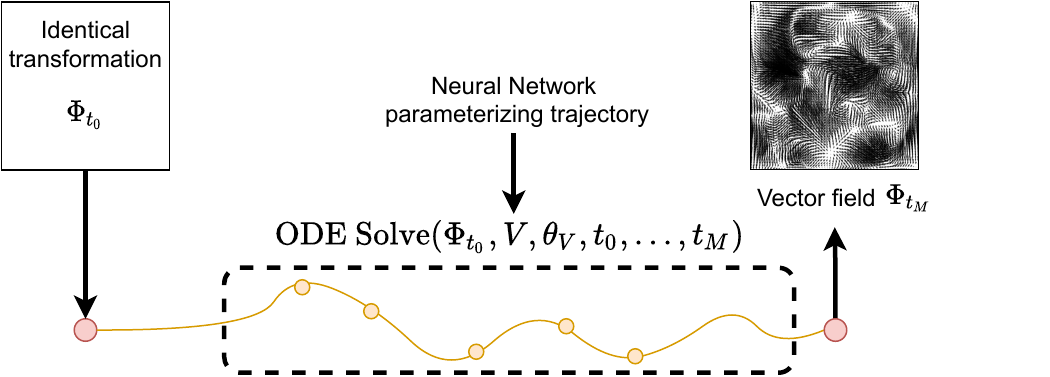 Identical
transformation
Φ_{t_0}
Neural Network
parameterizing trajectory
ODE Solve(Φ_{t_0}, V, θ_V, t_0, ..., t_M)
Vector field Φ_{t_M}